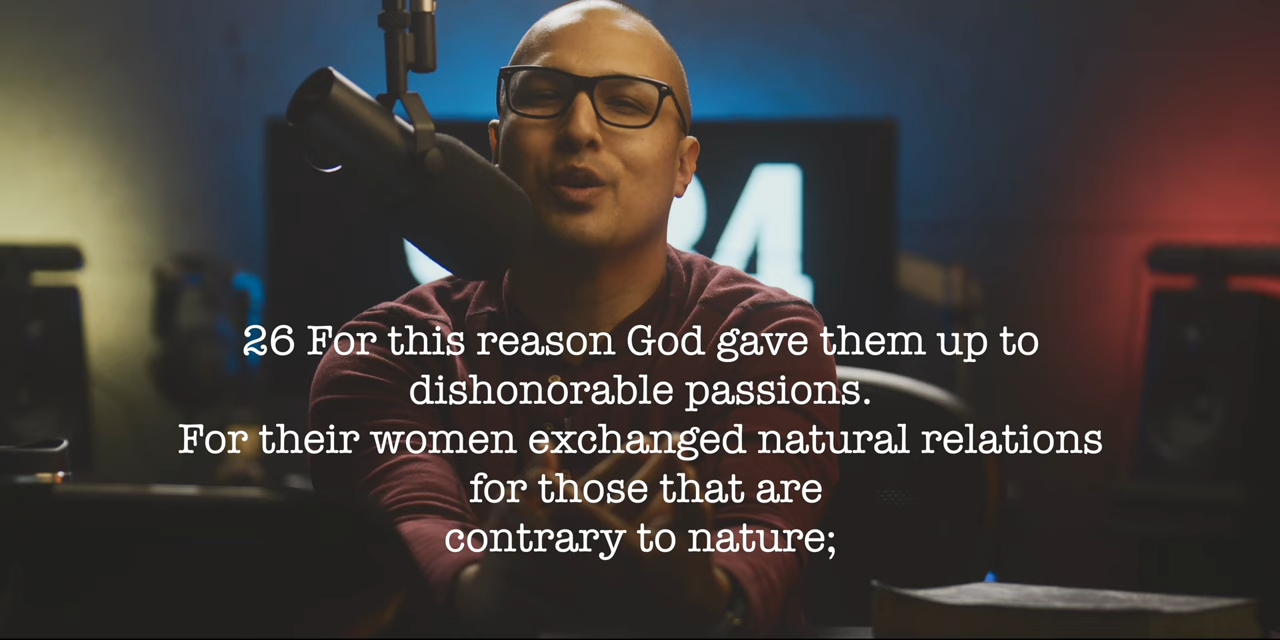 26 For this reason God gave them up to
dishonorable passions.
For their women exchanged natural relations
for those that are
contrary to nature;